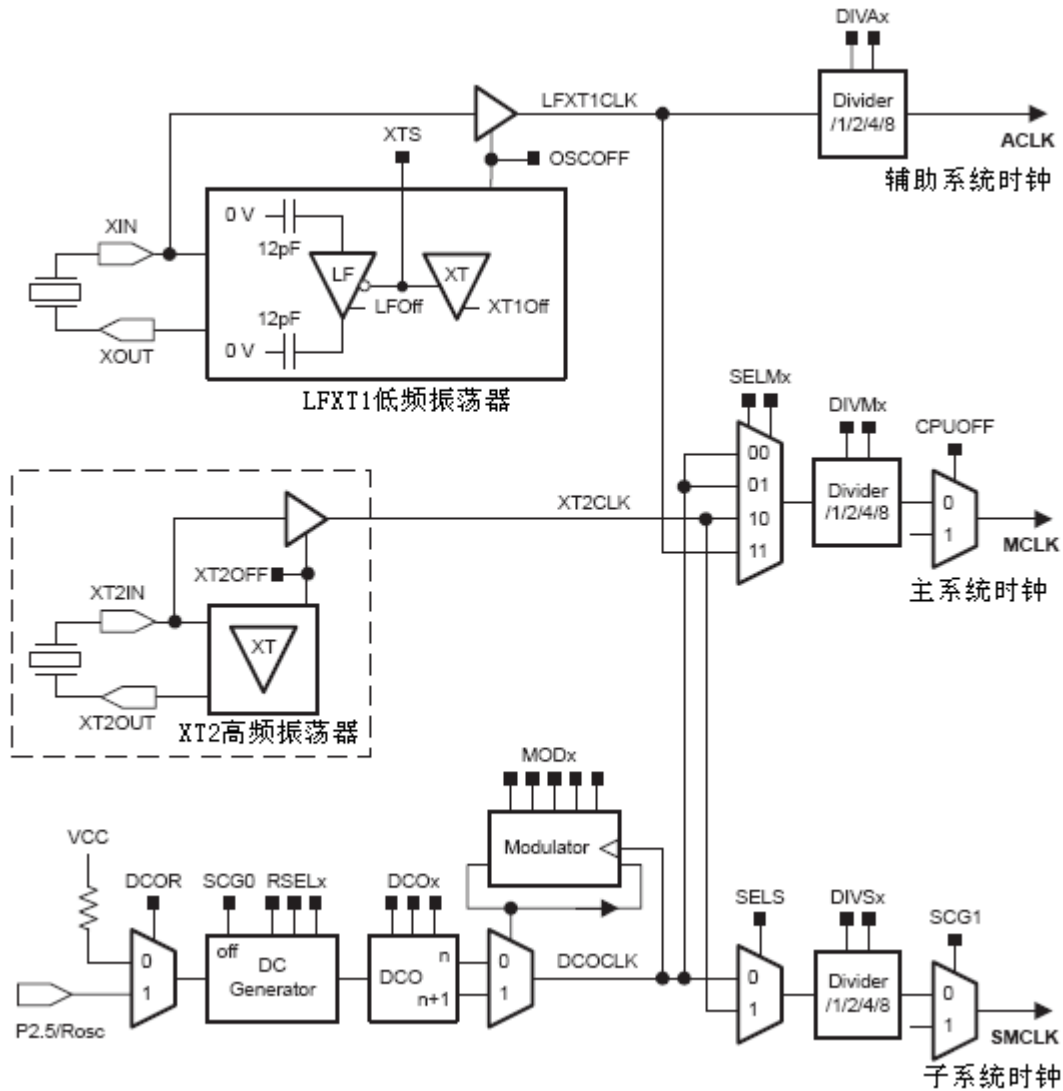 DIVAx
LFXT1CLK
Divider
/1/2/4/8
ACLK
辅助系统时钟
XTS
OSCOFF
XIN
0 V
12pF
LF
XT
LFOff
XT1Off
12pF
0 V
XOUT
LFXT1低频振荡器
SELMx
DIVMx
CPUOFF
00
01
10
11
Divider
/1/2/4/8
0
1
MCLK
主系统时钟
XT2CLK
XT2OFF
XT2IN
XT
XT2OUT
XT2高频振荡器
MODx
Modulator
VCC
DCOR
SCG0
RSELx
DCOx
0
1
off
DC
Generator
DCO
n
n+1
0
1
DCOCLK
P2.5/Rosc
SELS
DIVSx
SCG1
0
1
Divider
/1/2/4/8
0
1
SMCLK
子系统时钟